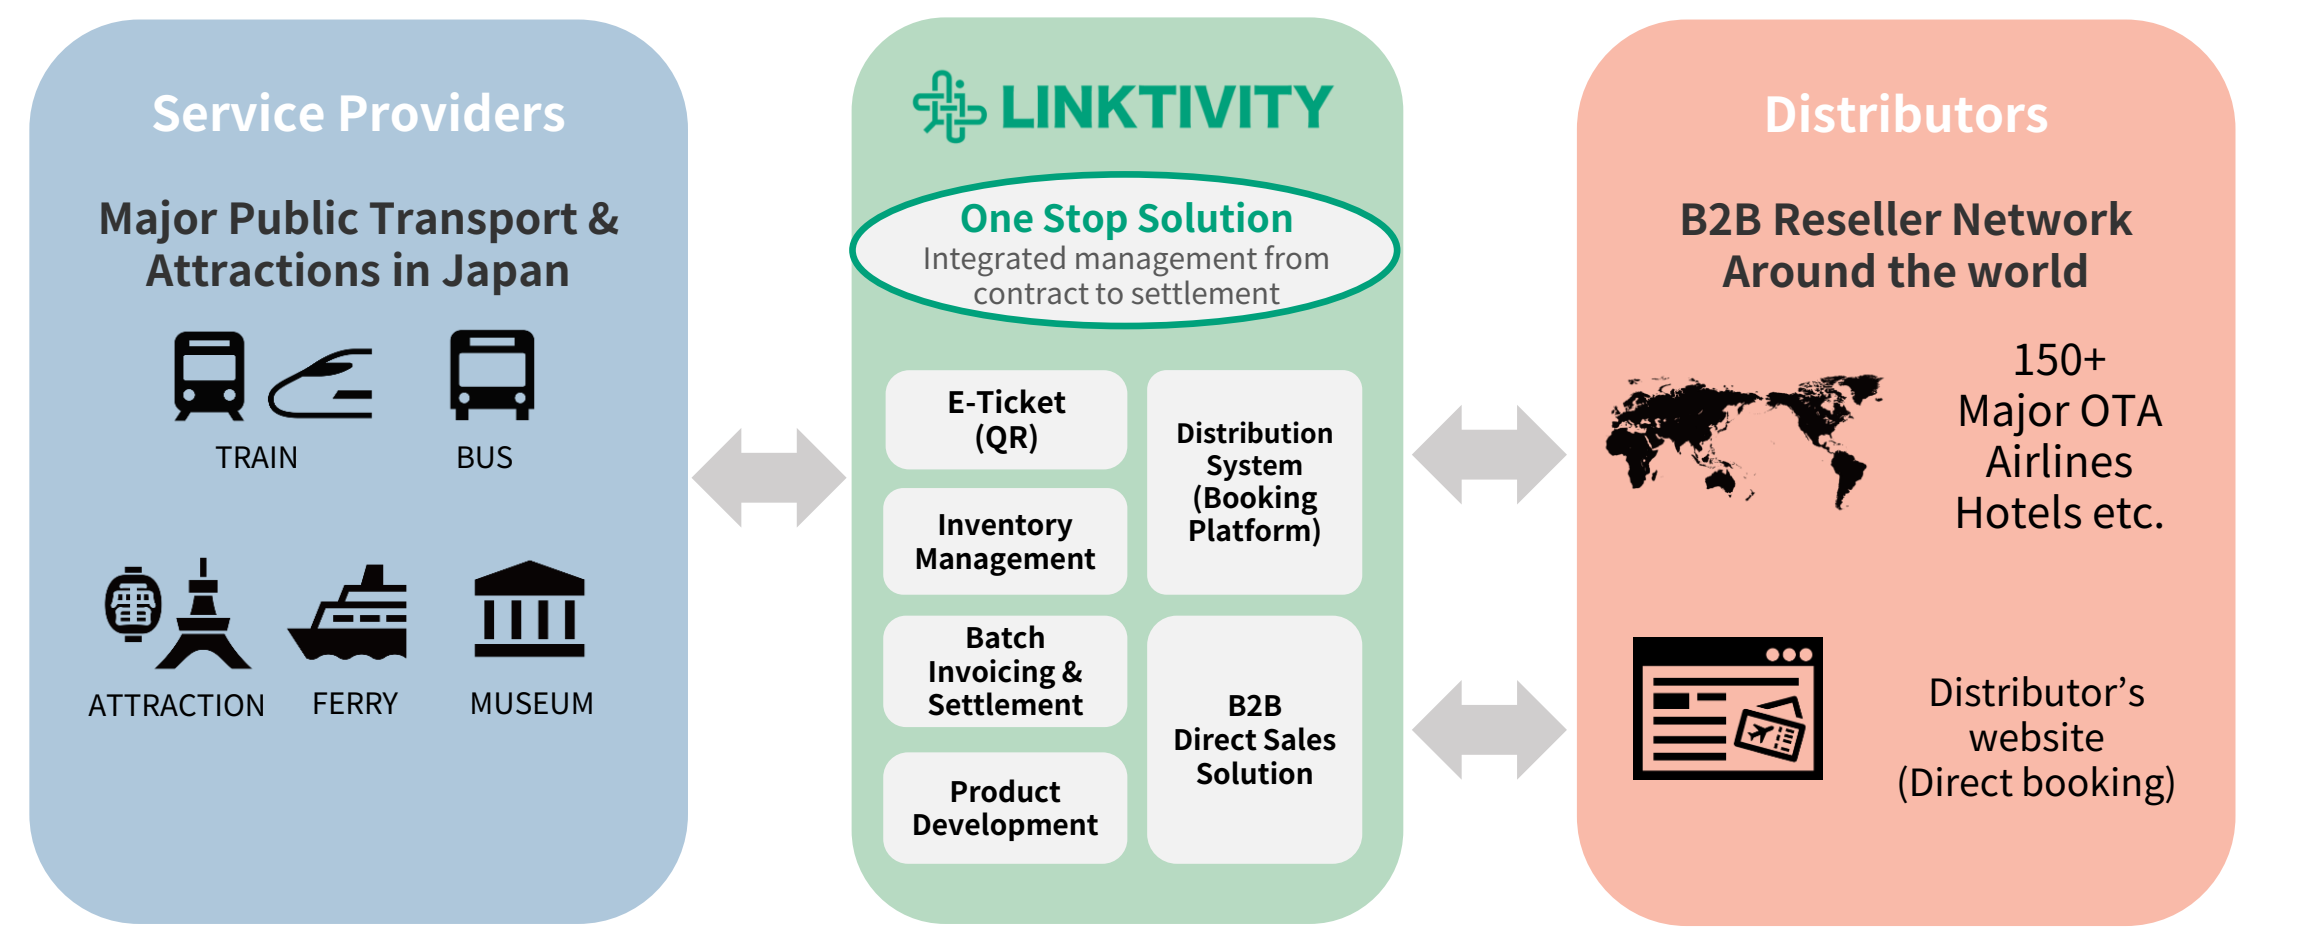 Service Providers
Major Public Transport &
Attractions in Japan
TRAIN
BUS
雷
ATTRACTION
FERRY
MUSEUM
LINKTIVITY
One Stop Solution
Integrated management from
contract to settlement
E-Ticket
(QR)
Inventory
Management
Batch
Invoicing &
Settlement
Product
Development
Distribution
System
(Booking
Platform)
B2B
Direct Sales
Solution
Distributors
B2B Reseller Network
Around the world
150+
Major OTA
Airlines
Hotels etc.
Distributor’s
website
(Direct booking)